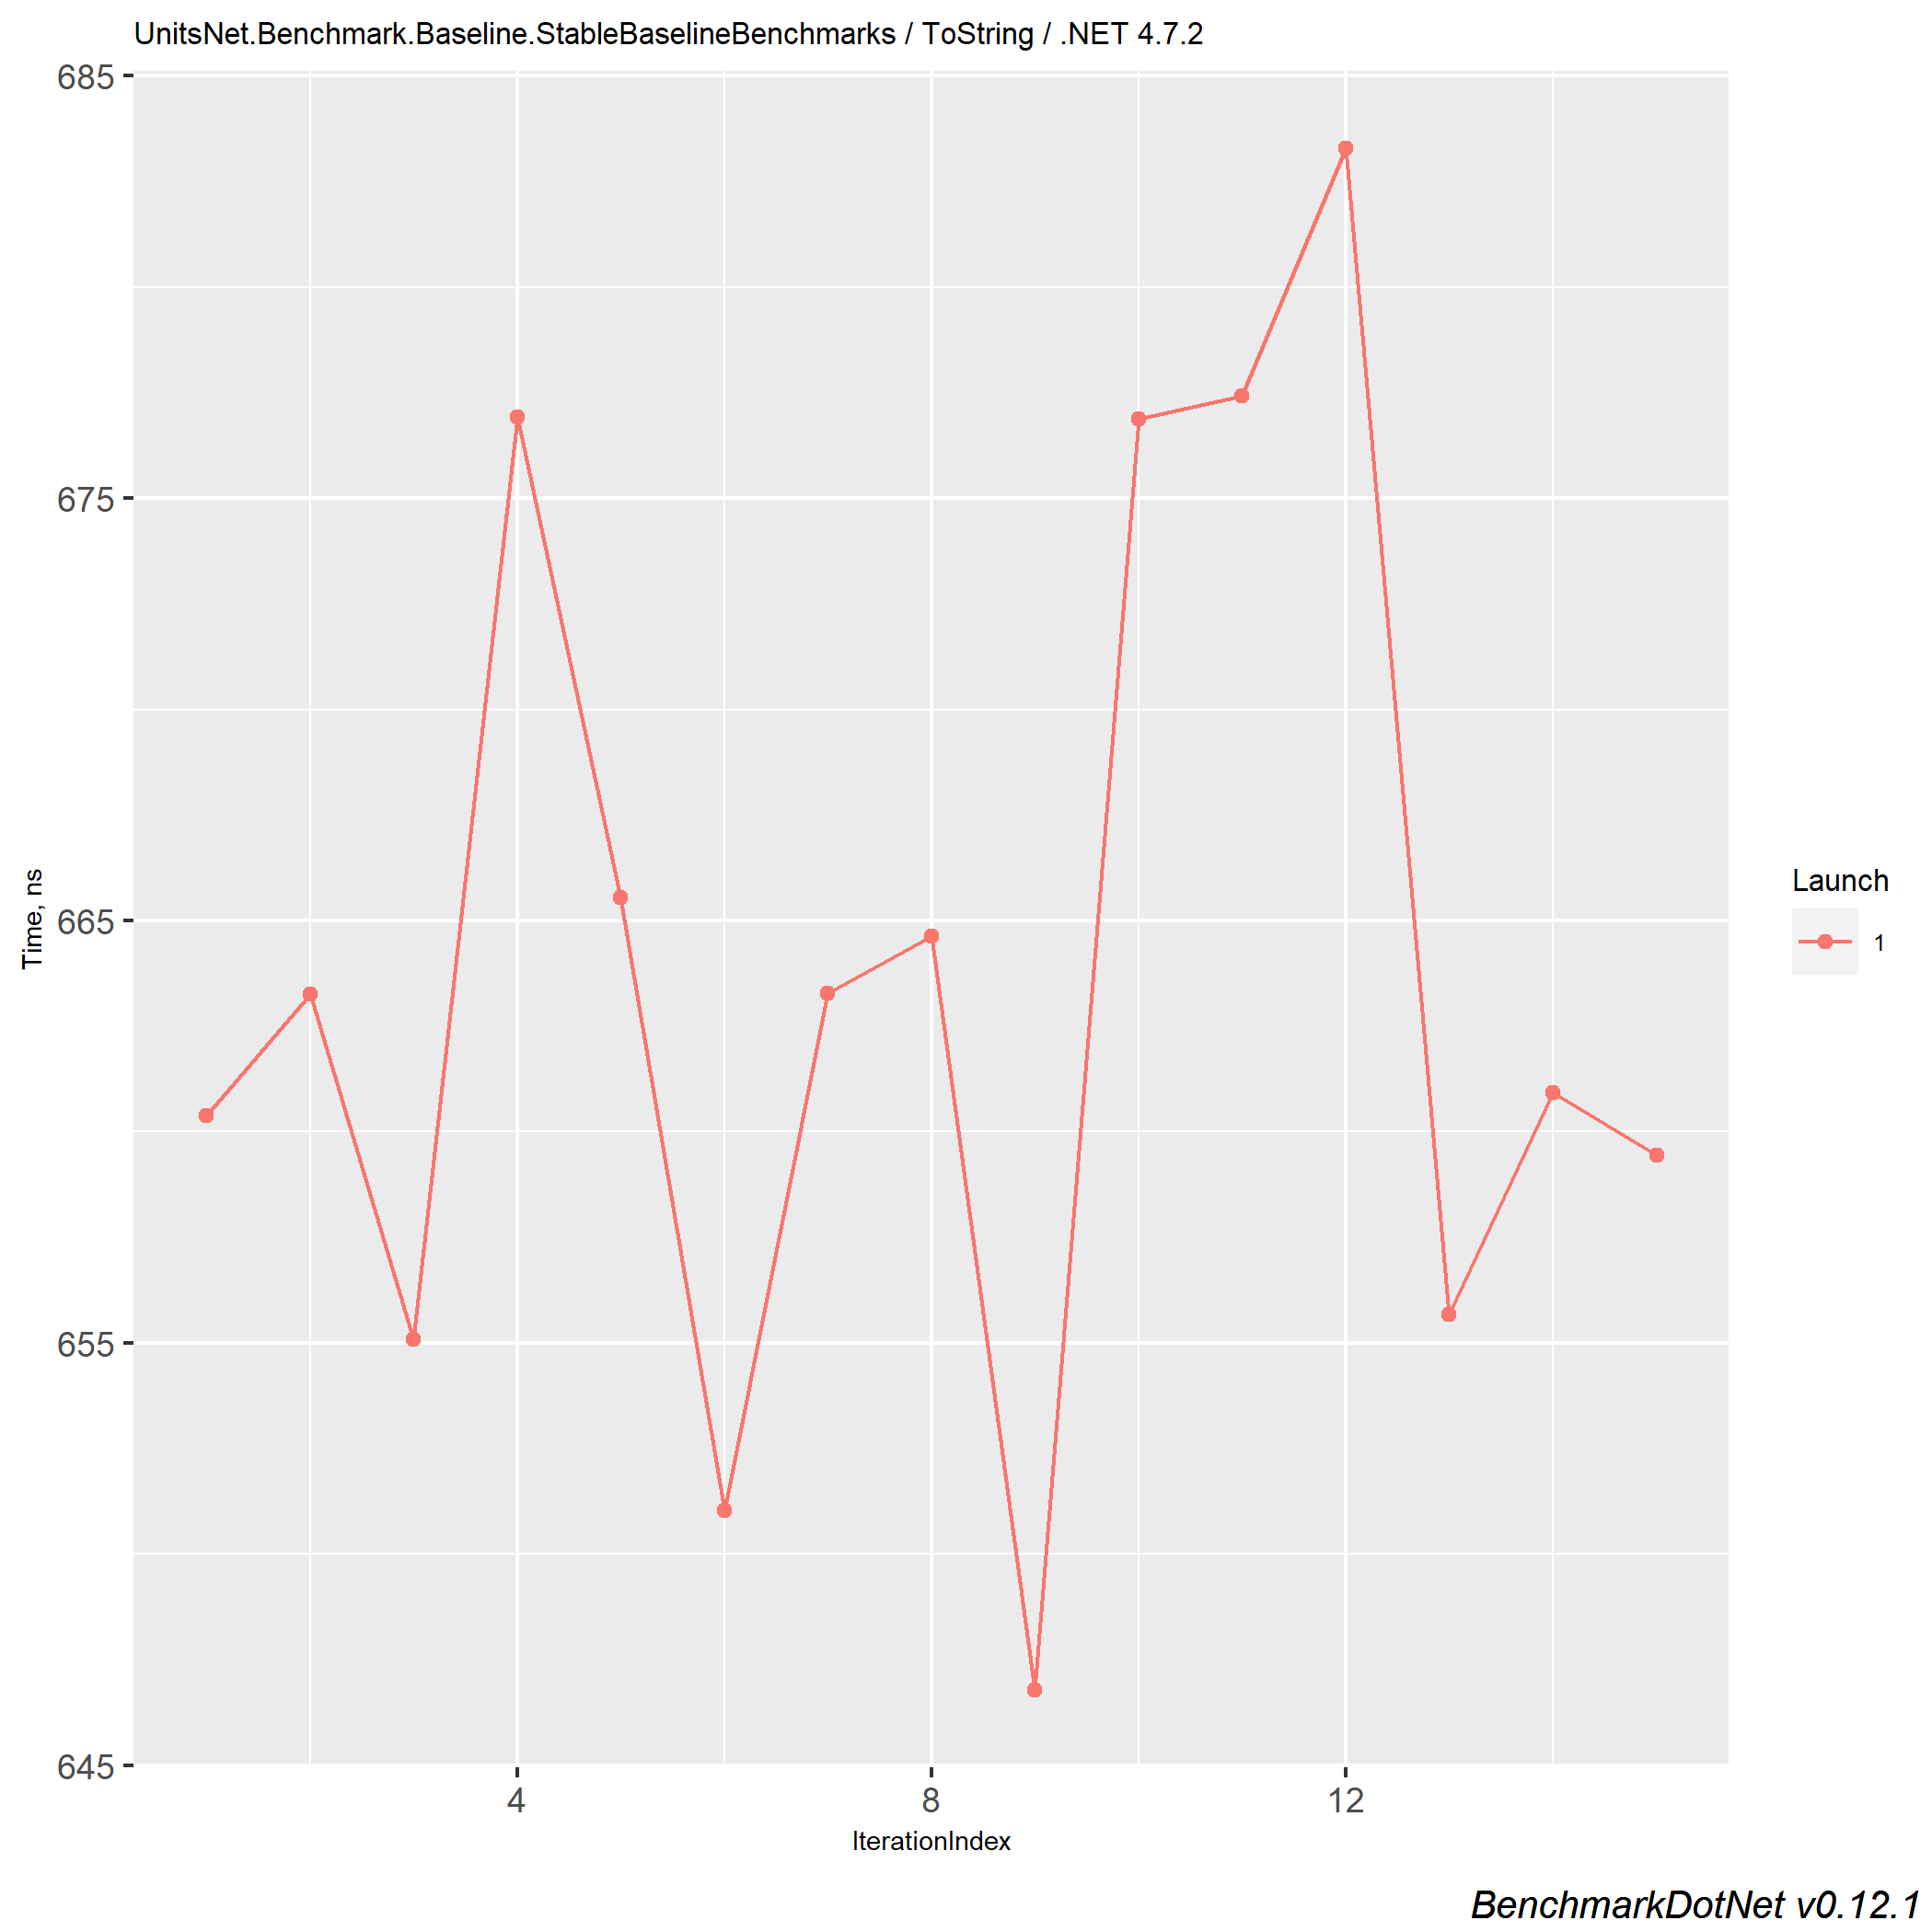 UnitsNet.Benchmark.Baseline.StableBaselineBenchmarks / ToString / .NET 4.7.2
685
675
665
655
645
Time, ns
4 8 12
IterationIndex
Launch
1
BenchmarkDotNet v0.12.1